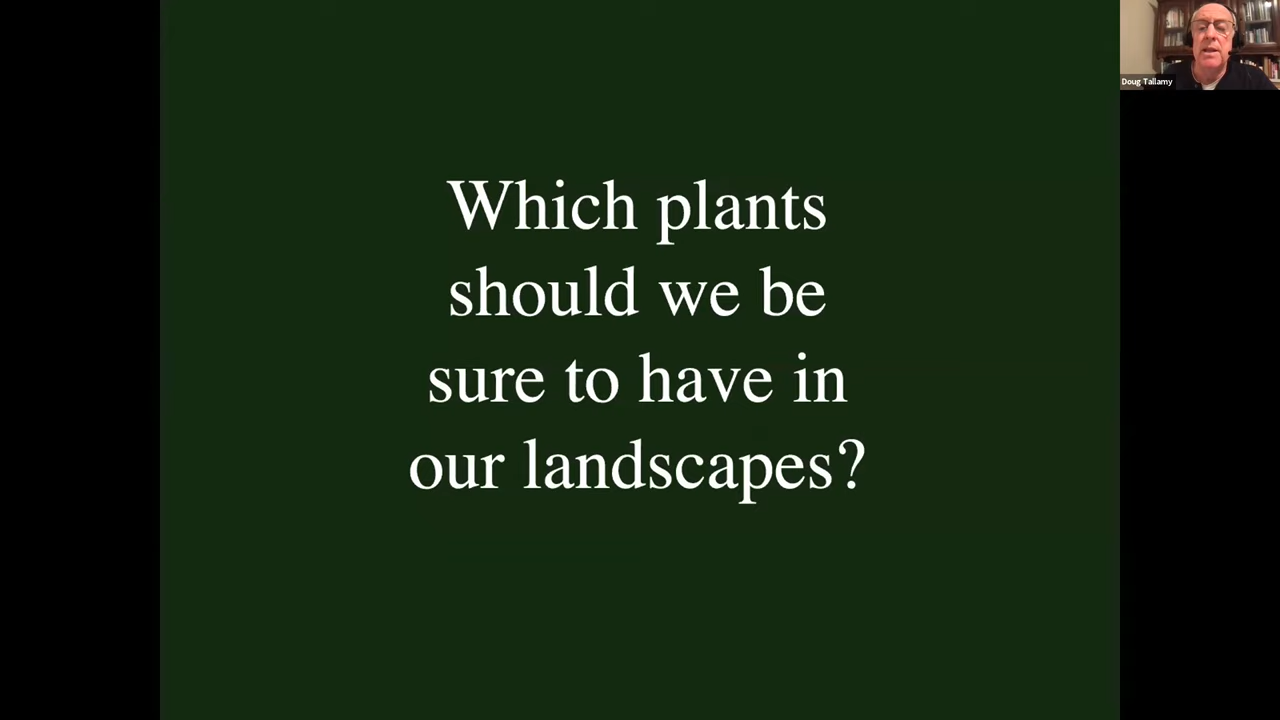 Doug Tallamy
Which plants
should we be
sure to have in
our landscapes?